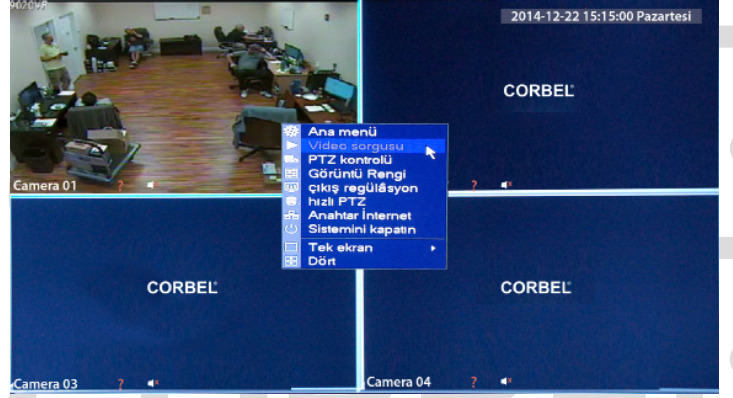 9020VR
2014-12-22 15:15:00 Pazartesi
CORBEL
Ana menü
Video sorgusu
PTZ kontrolü
Görüntü Rengi
çıkış regülâsyon
hızlı PTZ
Anahtar İnternet
Sistemini kapatın
Tek ekran
Dört
Camera 01 ?
?
CORBEL
CORBEL
Camera 03 ?
Camera 04 ?